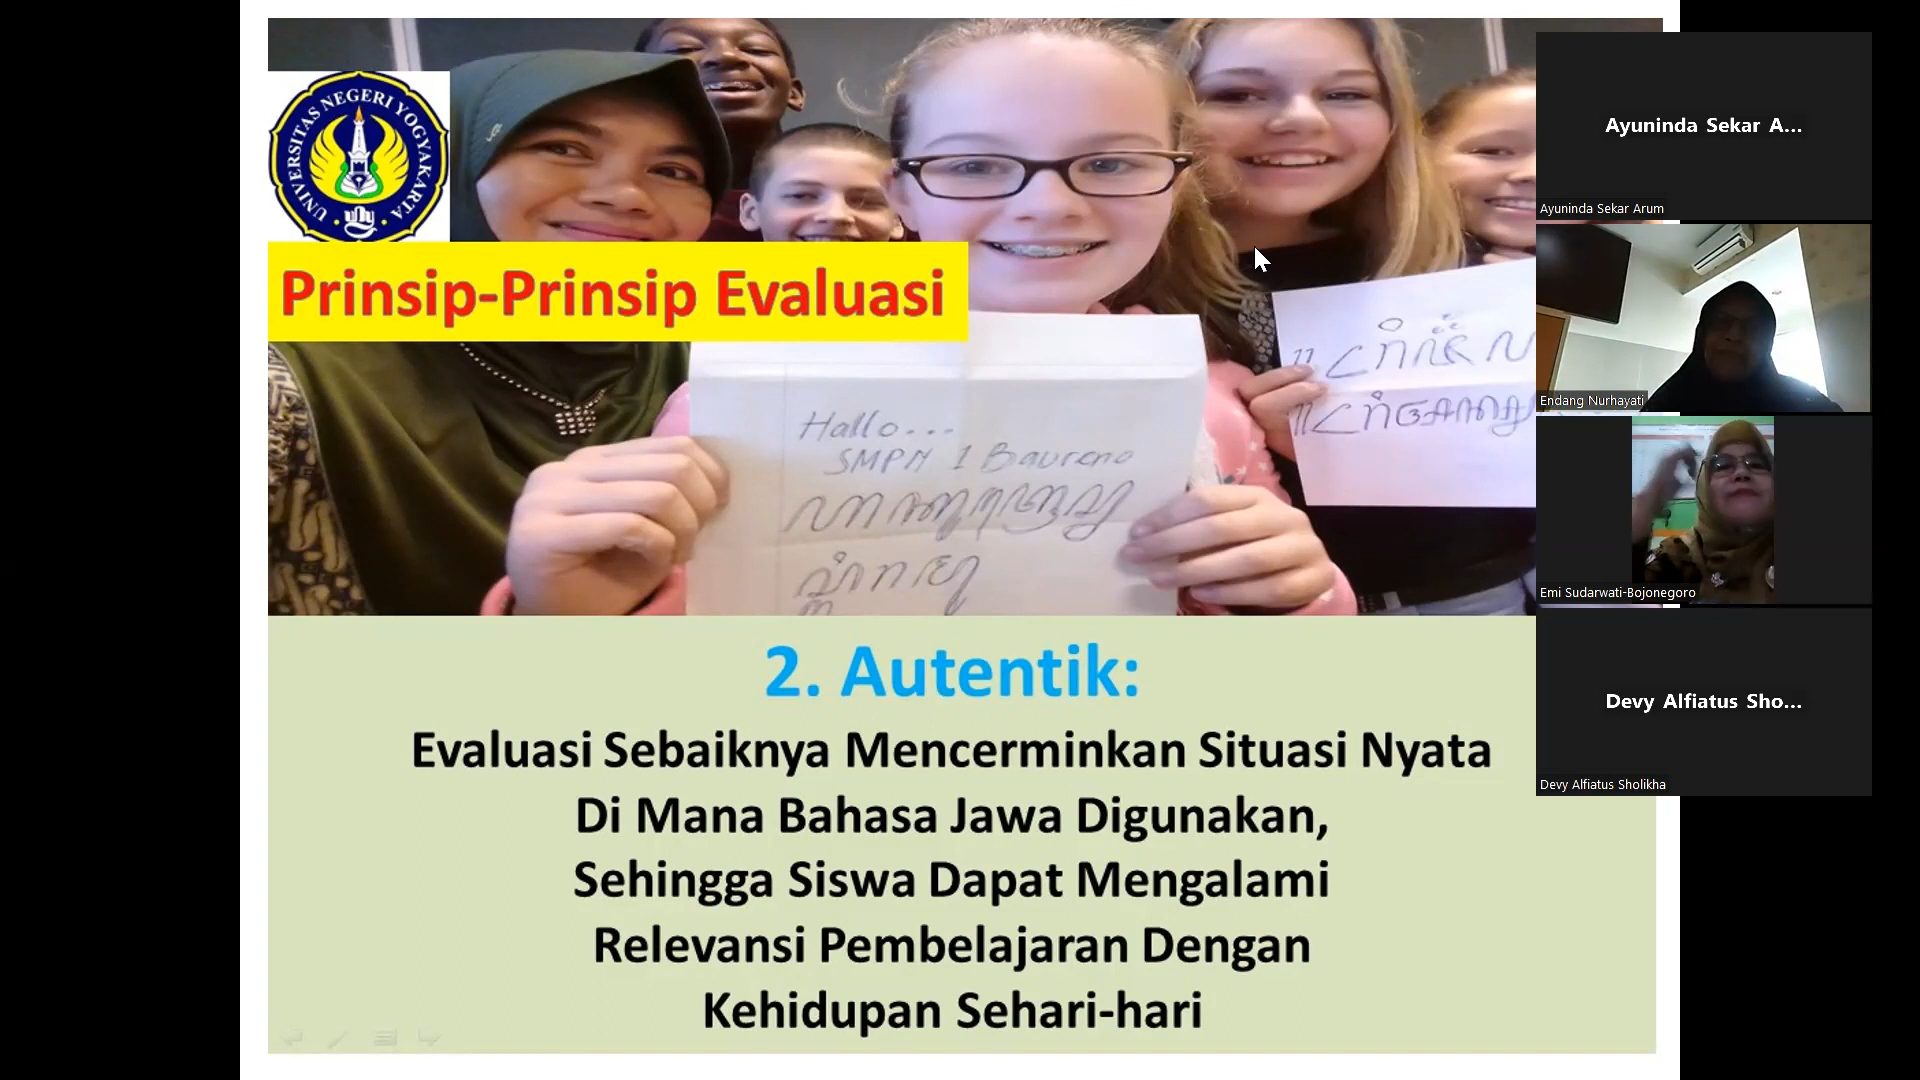 UNIVERSITAS NEGERI YOGYAKARTA
UNY
Prinsip-Prinsip Evaluasi
Hallo...
SMPN 1 Baureno
2. Autentik:
Evaluasi Sebaiknya Mencerminkan Situasi Nyata
Di Mana Bahasa Jawa Digunakan,
Sehingga Siswa Dapat Mengalami
Relevansi Pembelajaran Dengan
Kehidupan Sehari-hari
Ayuninda Sekar A...
Ayuninda Sekar Arum
Endang Nurhayati
Emi Sudarwati-Bojonegoro
Devy Alfiatus Sho...
Devy Alfiatus Sholikha